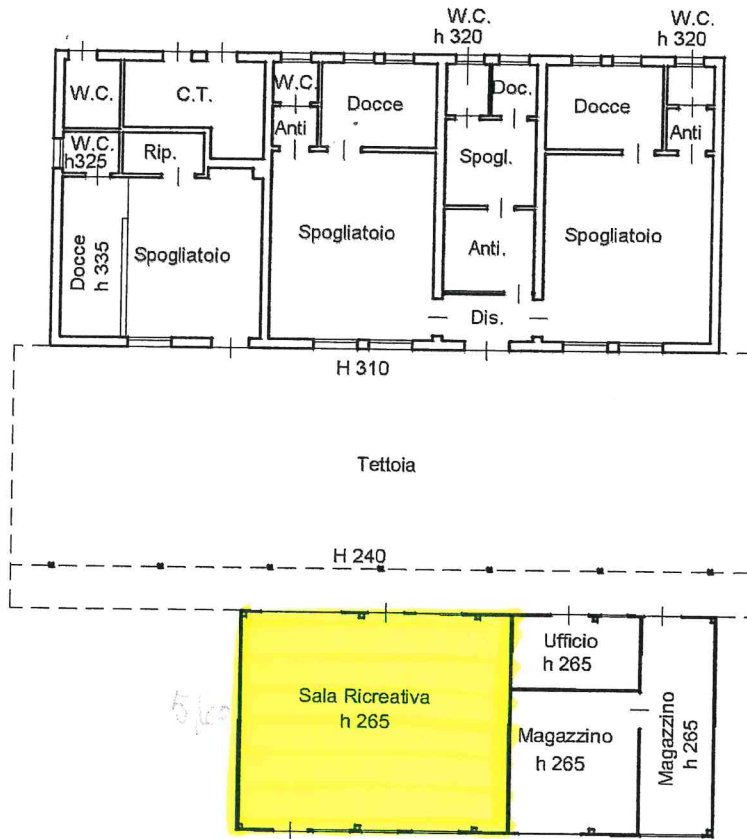 W.C.
h 320
W.C.
h 320
W.C.
C.T.
W.C.
Docce
Doc.
Docce
Anti
Anti
W.C.
h325
Rip.
Spogl.
Docce
h 335
Spogliatoio
Spogliatoio
Anti.
Spogliatoio
Dis.
H 310
Tettoia
H 240
Ufficio
h 265
Sala Ricreativa
h 265
Magazzino
h 265
Magazzino
h 265